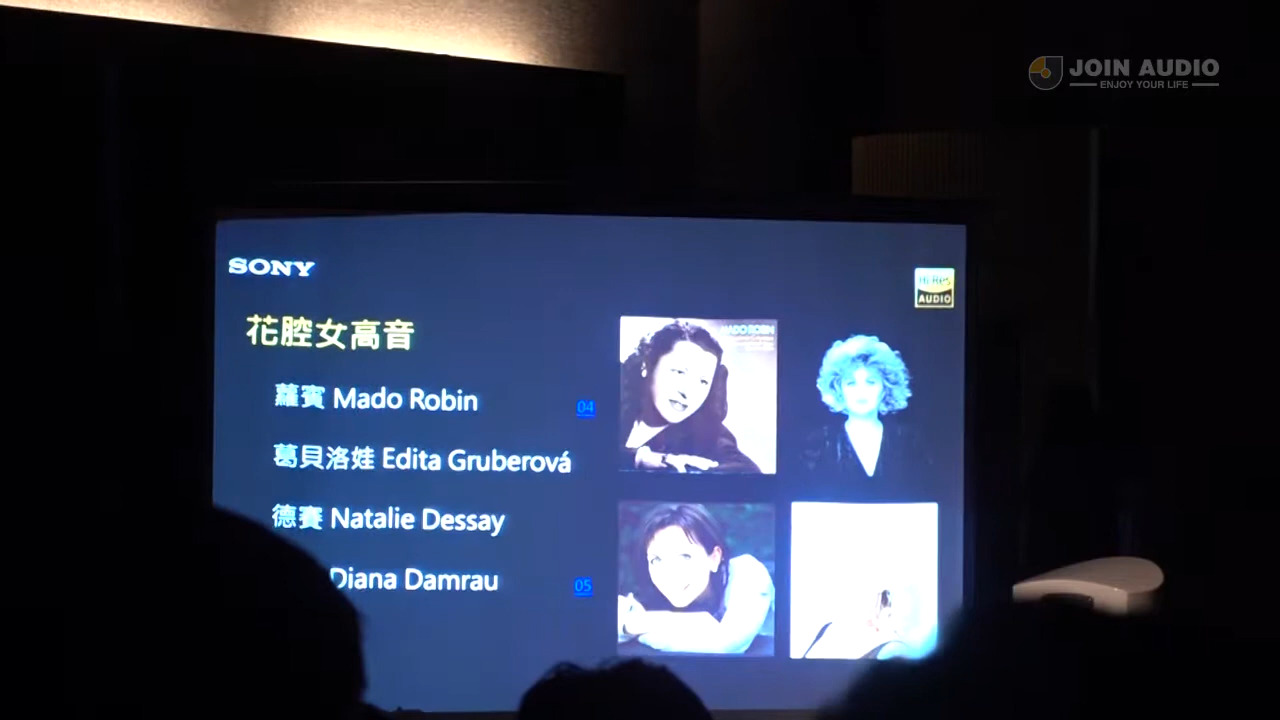 JOIN AUDIO
ENJOY YOUR LIFE
SONY
Hi-Res
AUDIO
花腔女高音
MADO ROBIN
蘿賓 Mado Robin
04
葛貝洛娃 Edita Gruberová
德賽 Natalie Dessay
Diana Damrau
05